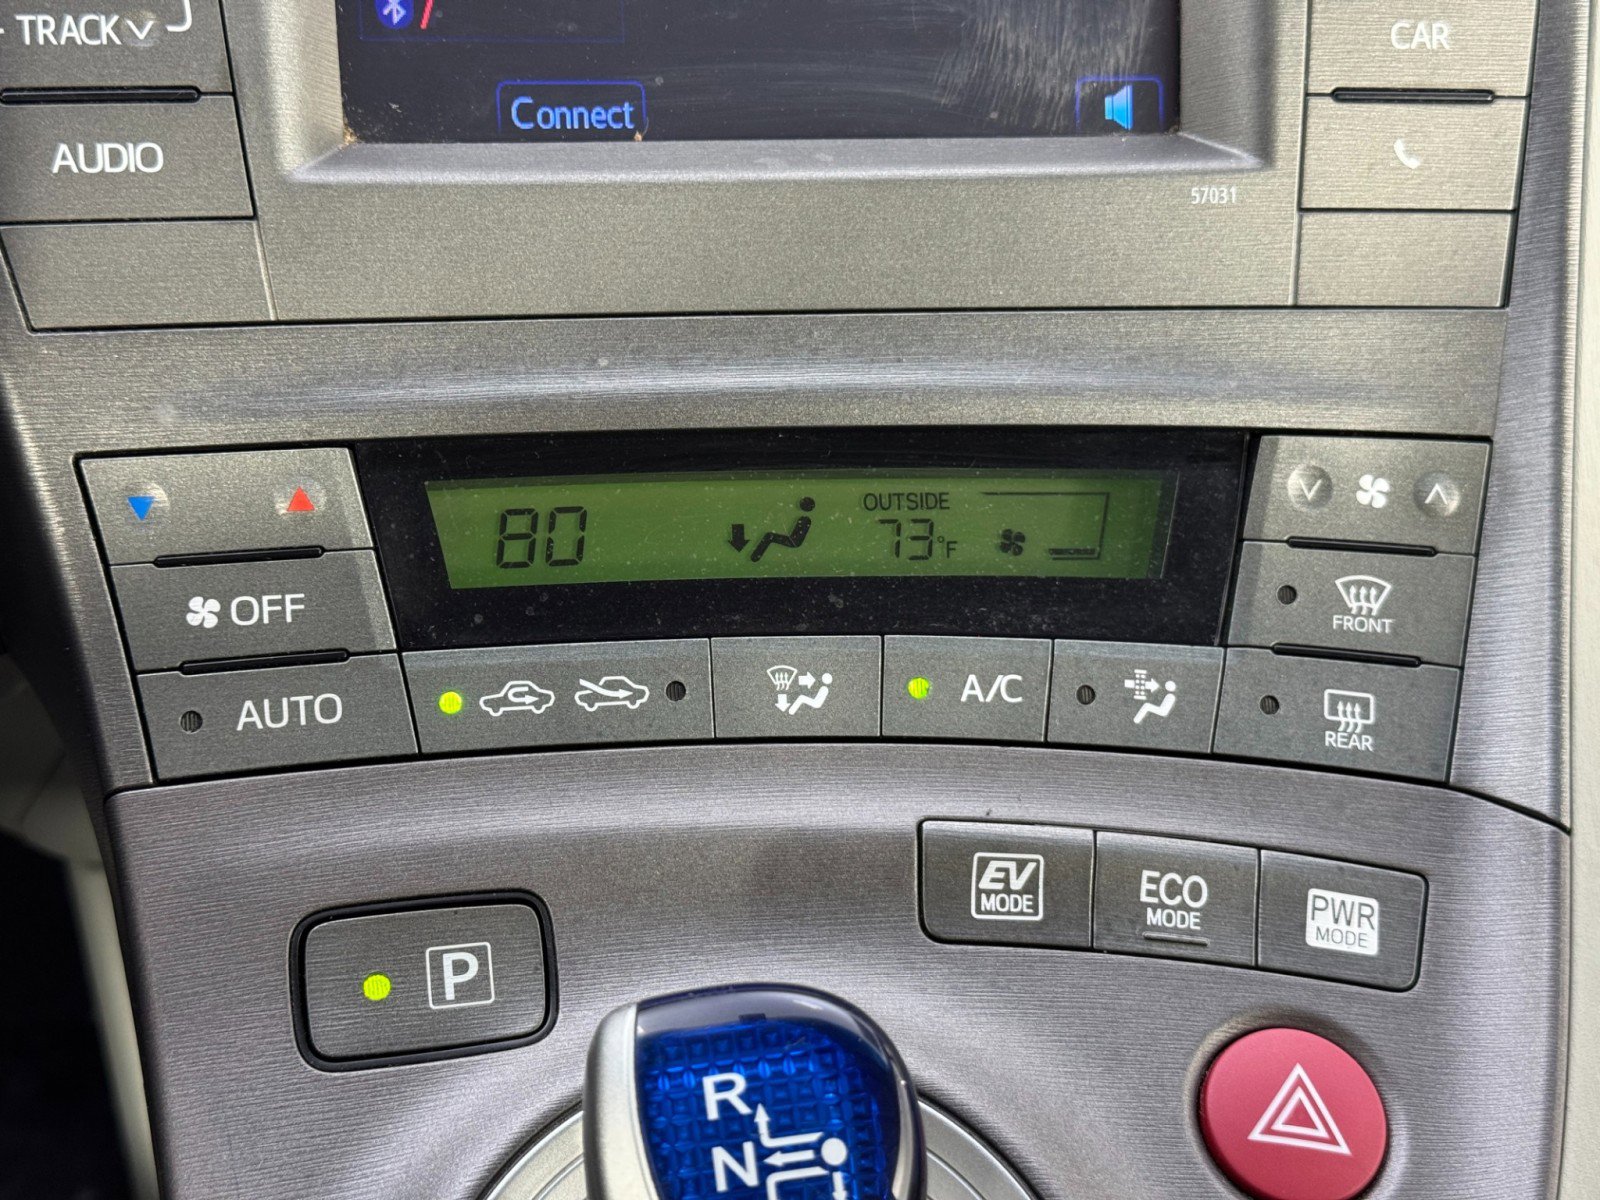 TRACK
AUDIO
Connect
CAR
57031
80
OUTSIDE
73°F
OFF
AUTO
A/C
FRONT
REAR
EV
MODE
ECO
MODE
PWR
MODE
P
R
N